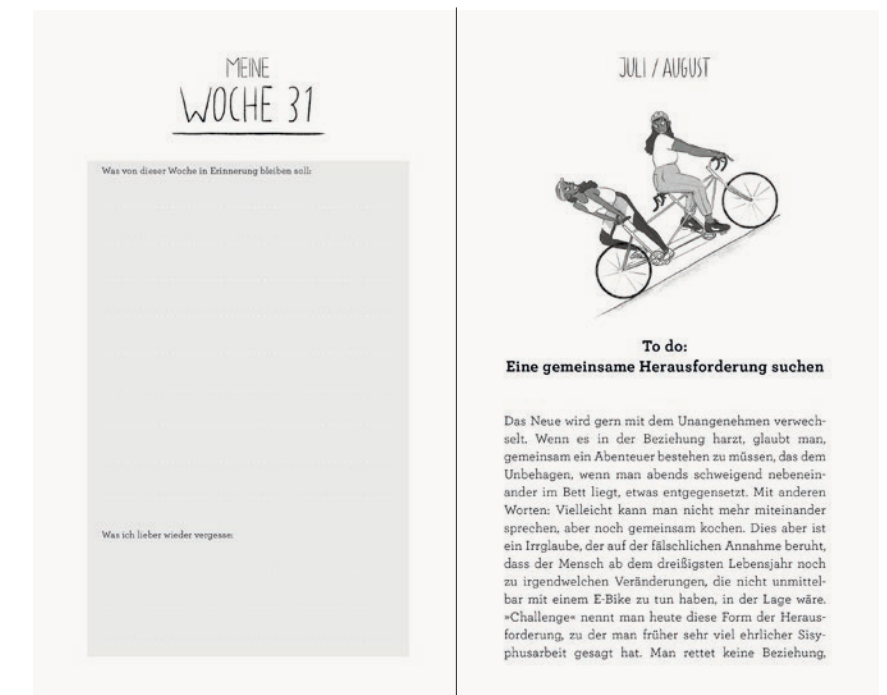 MEINE
WOCHE 31
Was von dieser Woche in Erinnerung bleiben soll:
Was ich lieber wieder vergesse:
JULI / AUGUST
To do:
Eine gemeinsame Herausforderung suchen
Das Neue wird gern mit dem Unangenehmen verwech-
selt. Wenn es in der Beziehung harzt, glaubt man,
gemeinsam ein Abenteuer bestehen zu müssen, das dem
Unbehagen, wenn man abends schweigend nebenein-
ander im Bett liegt, etwas entgegensetzt. Mit anderen
Worten: Vielleicht kann man nicht mehr miteinander
sprechen, aber noch gemeinsam kochen. Dies aber ist
ein Irrglaube, der auf der fälschlichen Annahme beruht,
dass der Mensch ab dem dreißigsten Lebensjahr noch
zu irgendwelchen Veränderungen, die nicht unmittel-
bar mit einem E-Bike zu tun haben, in der Lage wäre.
»Challenge« nennt man heute diese Form der Heraus-
forderung, zu der man früher sehr viel ehrlicher Sisy-
phusarbeit gesagt hat. Man rettet keine Beziehung,